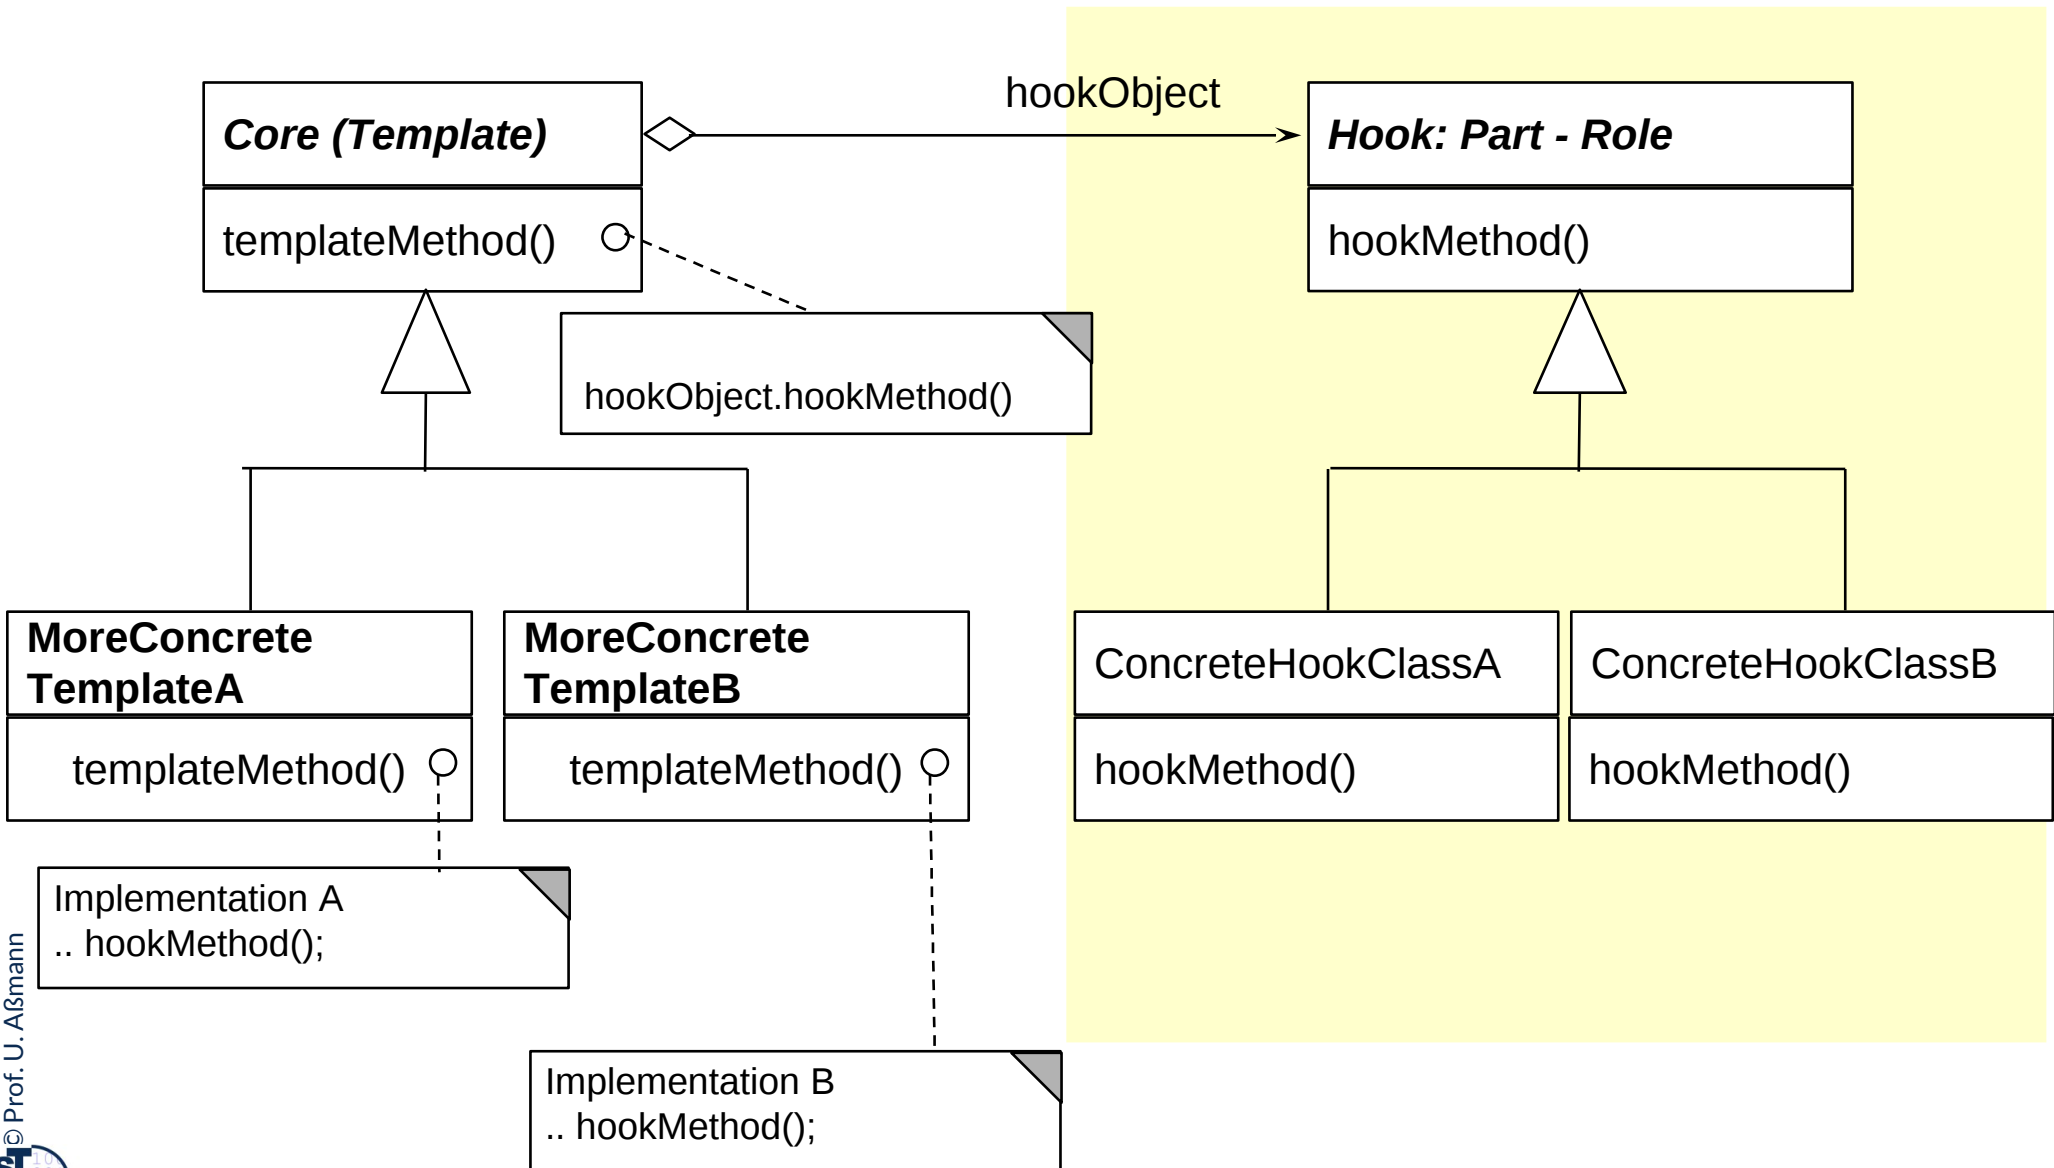 hookObject
Core (Template)
Hook: Part - Role
templateMethod()
hookMethod()
hookObject.hookMethod()
MoreConcrete
TemplateA
MoreConcrete
TemplateB
ConcreteHookClassA
ConcreteHookClassB
templateMethod()
templateMethod()
hookMethod()
hookMethod()
Implementation A
.. hookMethod();
Implementation B
.. hookMethod();
© Prof. U. Aßmann